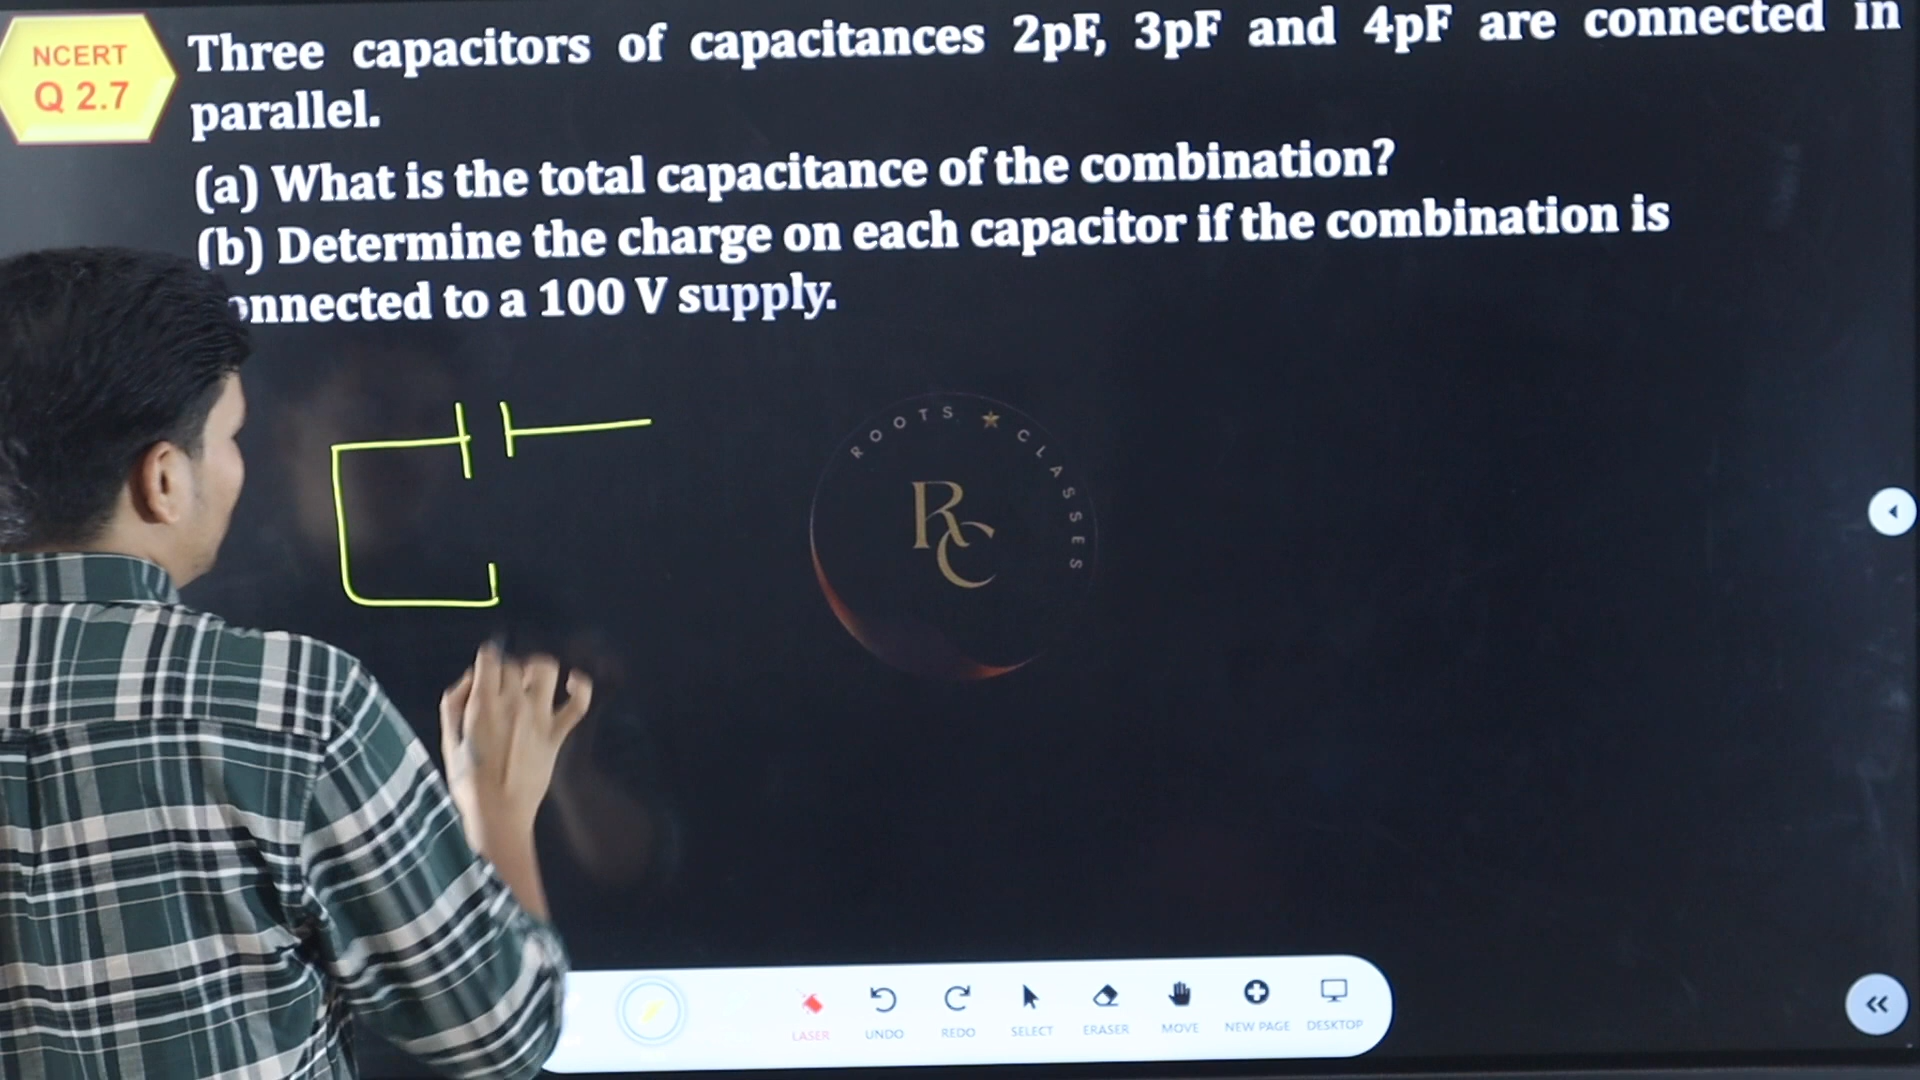 NCERT
Q 2.7
Three capacitors of capacitances 2pF, 3pF and 4pF are connected in
parallel.
(a) What is the total capacitance of the combination?
(b) Determine the charge on each capacitor if the combination is
onnected to a 100 V supply.
ROOTS ★ CLASSES
RC
LASER
UNDO
REDO
SELECT
ERASER
MOVE
NEW PAGE
DESKTOP